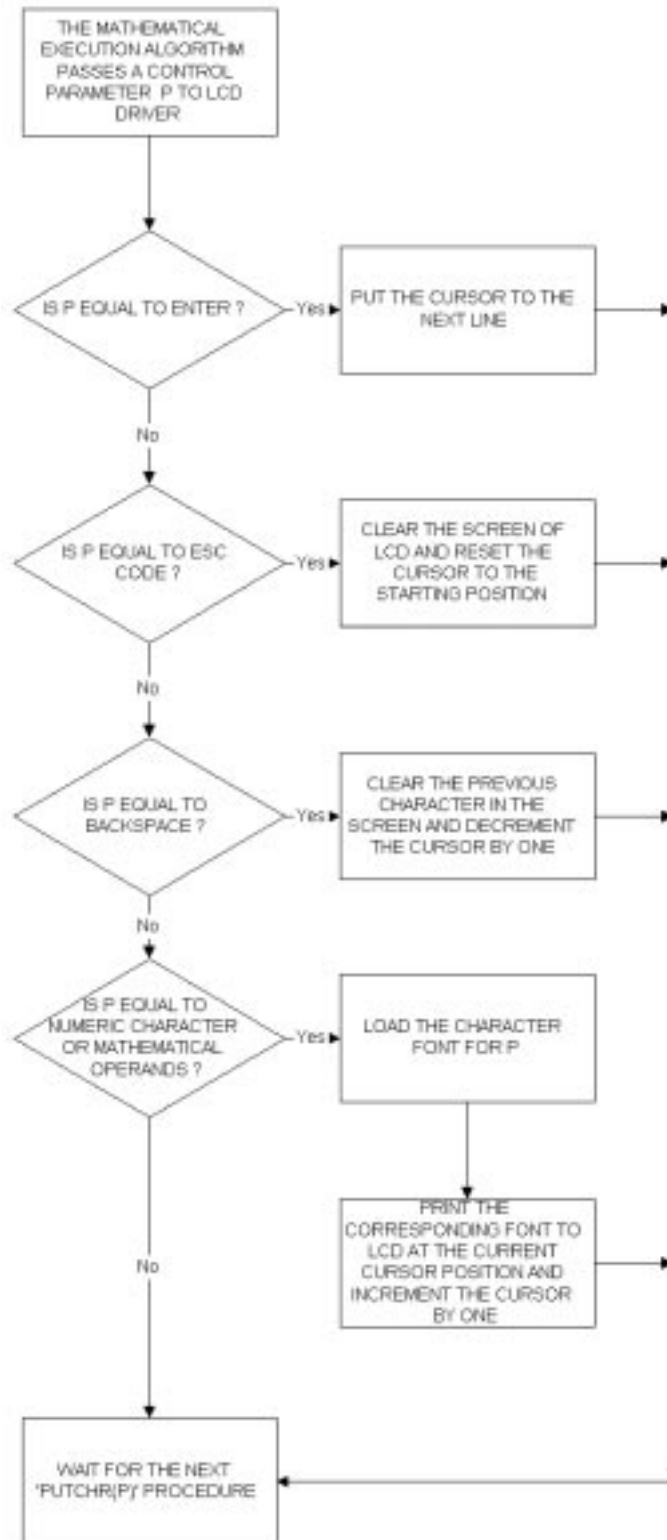 THE MATHEMATICAL
EXECUTION ALGORITHM
PASSES A CONTROL
PARAMETER P TO LCD
DRIVER
IS P EQUAL TO ENTER ?
Yes
PUT THE CURSOR TO THE
NEXT LINE
No
IS P EQUAL TO ESC
CODE ?
Yes
CLEAR THE SCREEN OF
LCD AND RESET THE
CURSOR TO THE
STARTING POSITION
No
IS P EQUAL TO
BACKSPACE ?
Yes
CLEAR THE PREVIOUS
CHARACTER IN THE
SCREEN AND DECREMENT
THE CURSOR BY ONE
No
IS P EQUAL TO
NUMERIC CHARACTER
OR MATHEMATICAL
OPERANDS ?
Yes
LOAD THE CHARACTER
FONT FOR P
PRINT THE
CORRESPONDING FONT TO
LCD AT THE CURRENT
CURSOR POSITION AND
INCREMENT THE CURSOR
BY ONE
No
WAIT FOR THE NEXT
'PUTCHR(P)' PROCEDURE